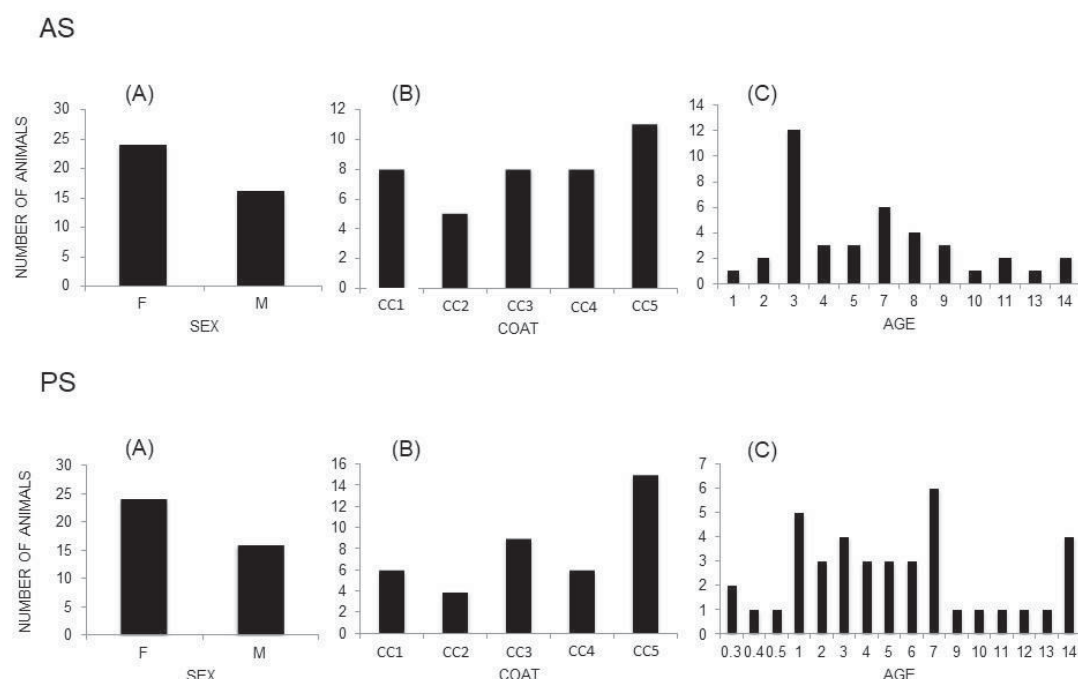 AS
(A)
NUMBER OF ANIMALS
30
25
20
15
10
5
0
F M
SEX
(B)
12
10
8
6
4
2
0
CC1 CC2 CC3 CC4 CC5
COAT
(C)
14
12
10
8
6
4
2
0
1 2 3 4 5 7 8 9 10 11 13 14
AGE
PS
(A)
NUMBER OF ANIMALS
30
25
20
15
10
5
0
F M
SEX
(B)
16
14
12
10
8
6
4
2
0
CC1 CC2 CC3 CC4 CC5
COAT
(C)
7
6
5
4
3
2
1
0
0.3 0.4 0.5 1 2 3 4 5 6 7 9 10 11 12 13 14
AGE